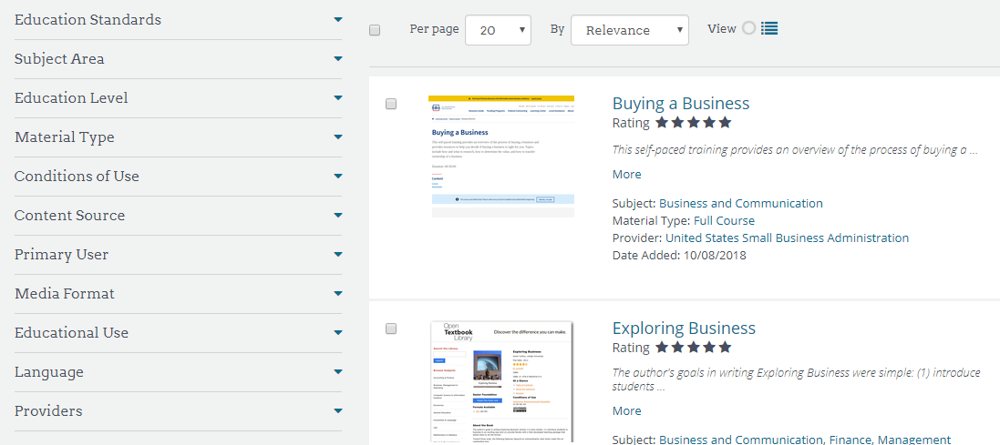 Education Standards
Subject Area
Education Level
Material Type
Conditions of Use
Content Source
Primary User
Media Format
Educational Use
Language
Providers
Per page 20 By Relevance View
Buying a Business
Rating
This self-paced training provides an overview of the process of buying a ...
More
Subject: Business and Communication
Material Type: Full Course
Provider: United States Small Business Administration
Date Added: 10/08/2018
Buying a Business
Exploring Business
Rating
The author's goals in writing Exploring Business were simple: (1) introduce
students ...
More
Subject: Business and Communication, Finance, Management
Open
Textbook
Library
Discover the difference you can make.
Exploring Business